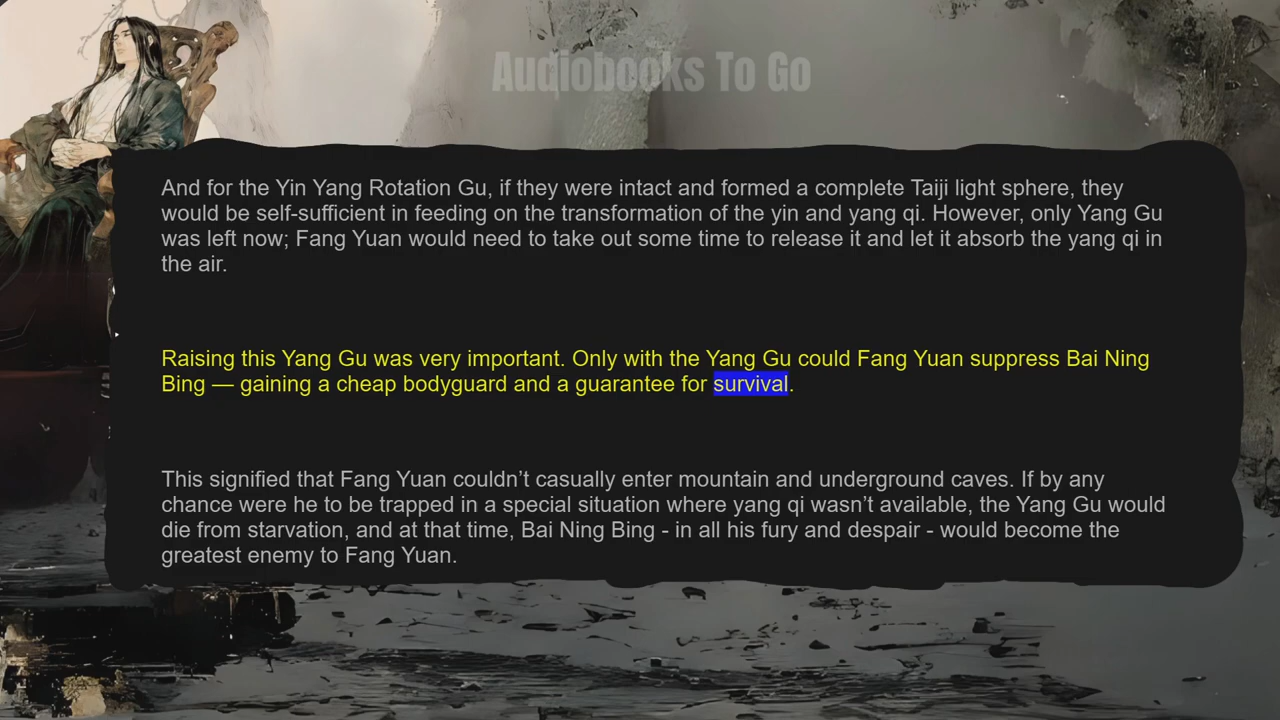 Audiobooks To Go
And for the Yin Yang Rotation Gu, if they were intact and formed a complete Taiji light sphere, they
would be self-sufficient in feeding on the transformation of the yin and yang qi. However, only Yang Gu
was left now; Fang Yuan would need to take out some time to release it and let it absorb the yang qi in
the air.
Raising this Yang Gu was very important. Only with the Yang Gu could Fang Yuan suppress Bai Ning
Bing — gaining a cheap bodyguard and a guarantee for survival.
This signified that Fang Yuan couldn’t casually enter mountain and underground caves. If by any
chance were he to be trapped in a special situation where yang qi wasn’t available, the Yang Gu would
die from starvation, and at that time, Bai Ning Bing - in all his fury and despair - would become the
greatest enemy to Fang Yuan.